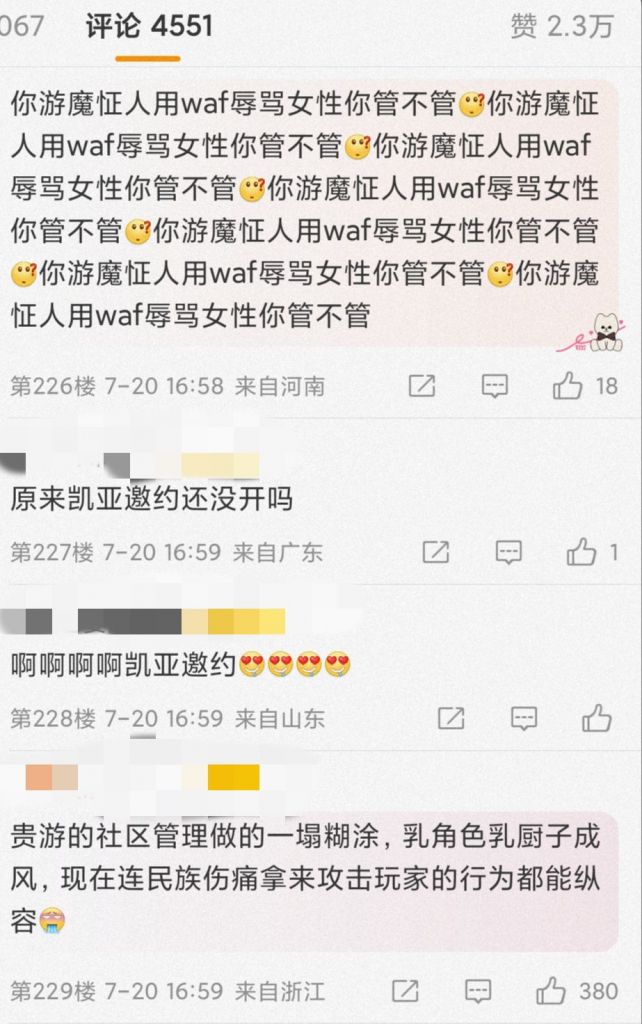 067 评论 4551 赞 2.3万
你游魔怔人用waf辱骂女性你管不管你游魔怔
人用waf辱骂女性你管不管你游魔怔人用waf
辱骂女性你管不管你游魔怔人用waf辱骂女性
你管不管你游魔怔人用waf辱骂女性你管不管
你游魔怔人用waf辱骂女性你管不管你游魔
怔人用waf辱骂女性你管不管
第226楼 7-20 16:58 来自河南 18
原来凯亚邀约还没开吗
第227楼 7-20 16:59 来自广东 1
啊啊啊啊凯亚邀约
第228楼 7-20 16:59 来自山东
贵游的社区管理做的一塌糊涂，乳角色乳厨子成
风，现在连民族伤痛拿来攻击玩家的行为都能纵
容
第229楼 7-20 16:59 来自浙江 380